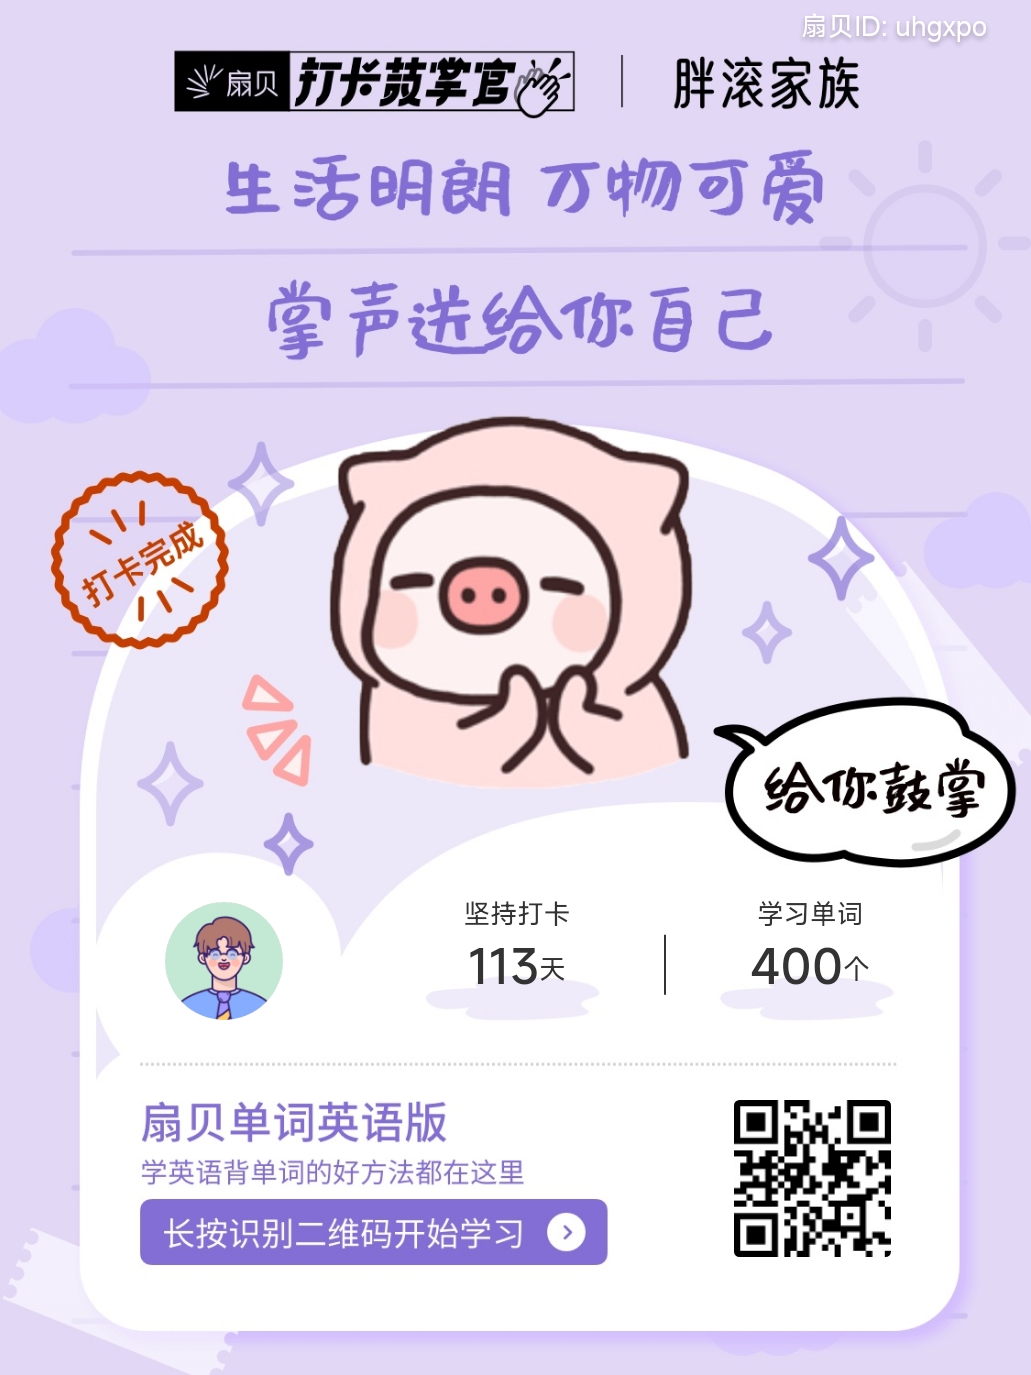 扇贝ID: uhgxpo
扇贝 打卡鼓掌官 | 胖滚家族
生活明朗 万物可爱
掌声送给你自己
打卡完成
给你鼓掌
坚持打卡 学习单词
113天 400个
扇贝单词英语版
学英语背单词的好方法都在这里
长按识别二维码开始学习